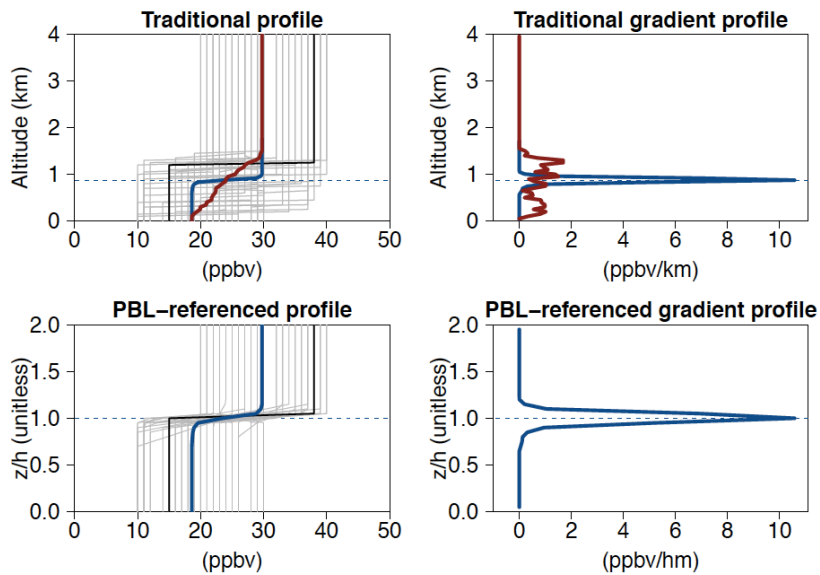 Traditional profile
Altitude (km)
4
3
2
1
0
0 10 20 30 40 50
(ppbv)
Traditional gradient profile
Altitude (km)
4
3
2
1
0
0 2 4 6 8 10
(ppbv/km)
PBL−referenced profile
z/h (unitless)
2.0
1.5
1.0
0.5
0.0
0 10 20 30 40 50
(ppbv)
PBL−referenced gradient profile
z/h (unitless)
2.0
1.5
1.0
0.5
0.0
0 2 4 6 8 10
(ppbv/hm)